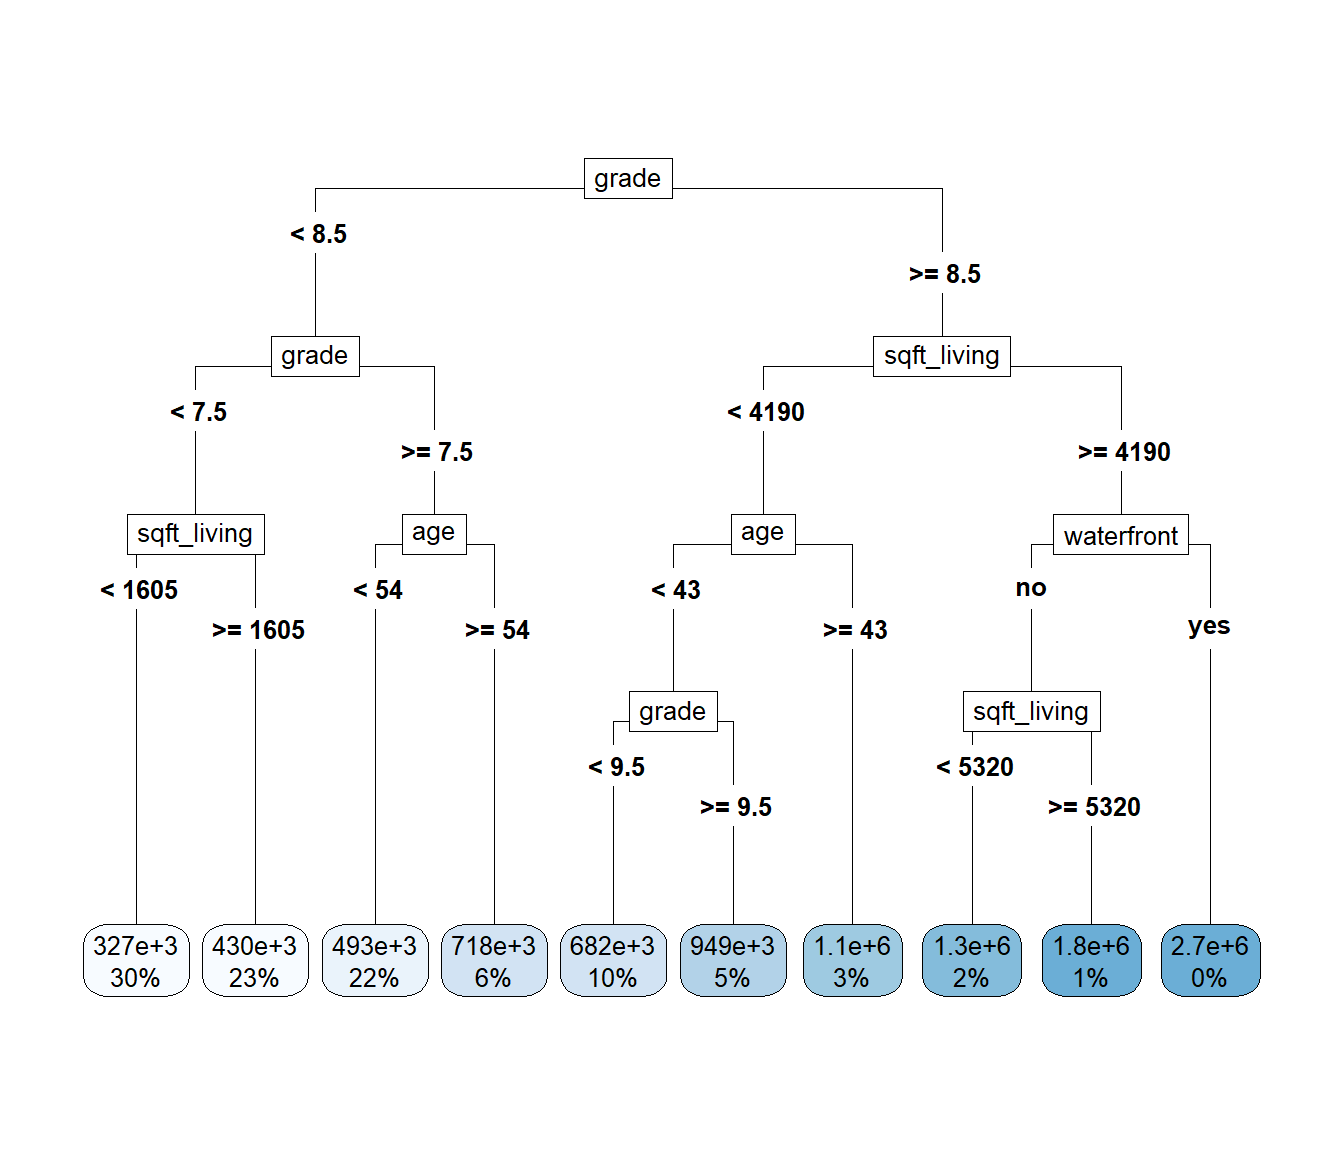 grade
< 8.5
>= 8.5
grade
sqft_living
< 7.5
< 4190
>= 7.5
>= 4190
sqft_living
age
age
waterfront
< 1605
< 54
< 43
no
>= 1605
>= 54
>= 43
yes
grade
sqft_living
< 9.5
< 5320
>= 9.5
>= 5320
327e+3
30%
430e+3
23%
493e+3
22%
718e+3
6%
682e+3
10%
949e+3
5%
1.1e+6
3%
1.3e+6
2%
1.8e+6
1%
2.7e+6
0%